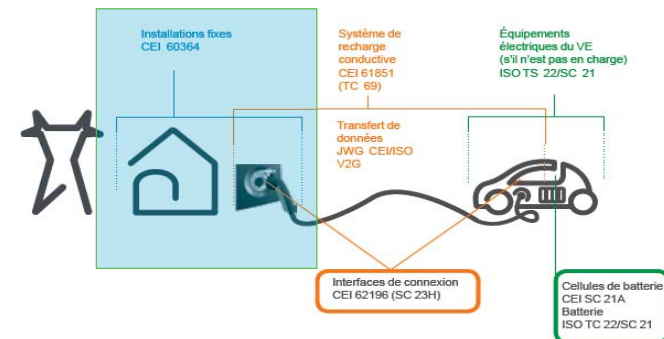 Installations fixes
CEI 60364
Système de
recharge
conductive
CEI 61851
(TC 69)
Transfert de
données
JWG CEI/ISO
V2G
Équipements
électriques du VE
(s'il n'est pas en charge)
ISO TS 22/SC 21
Interfaces de connexion
CEI 62196 (SC 23H)
Cellules de batterie
CEI SC 21A
Batterie
ISO TC 22/SC 21